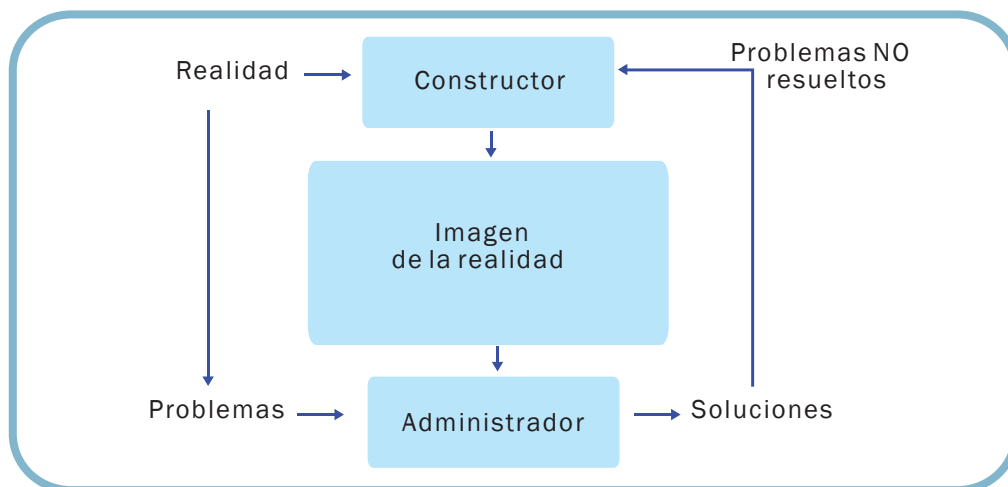 Realidad
Constructor
Problemas NO
resueltos
Imagen
de la realidad
Problemas
Administrador
Soluciones